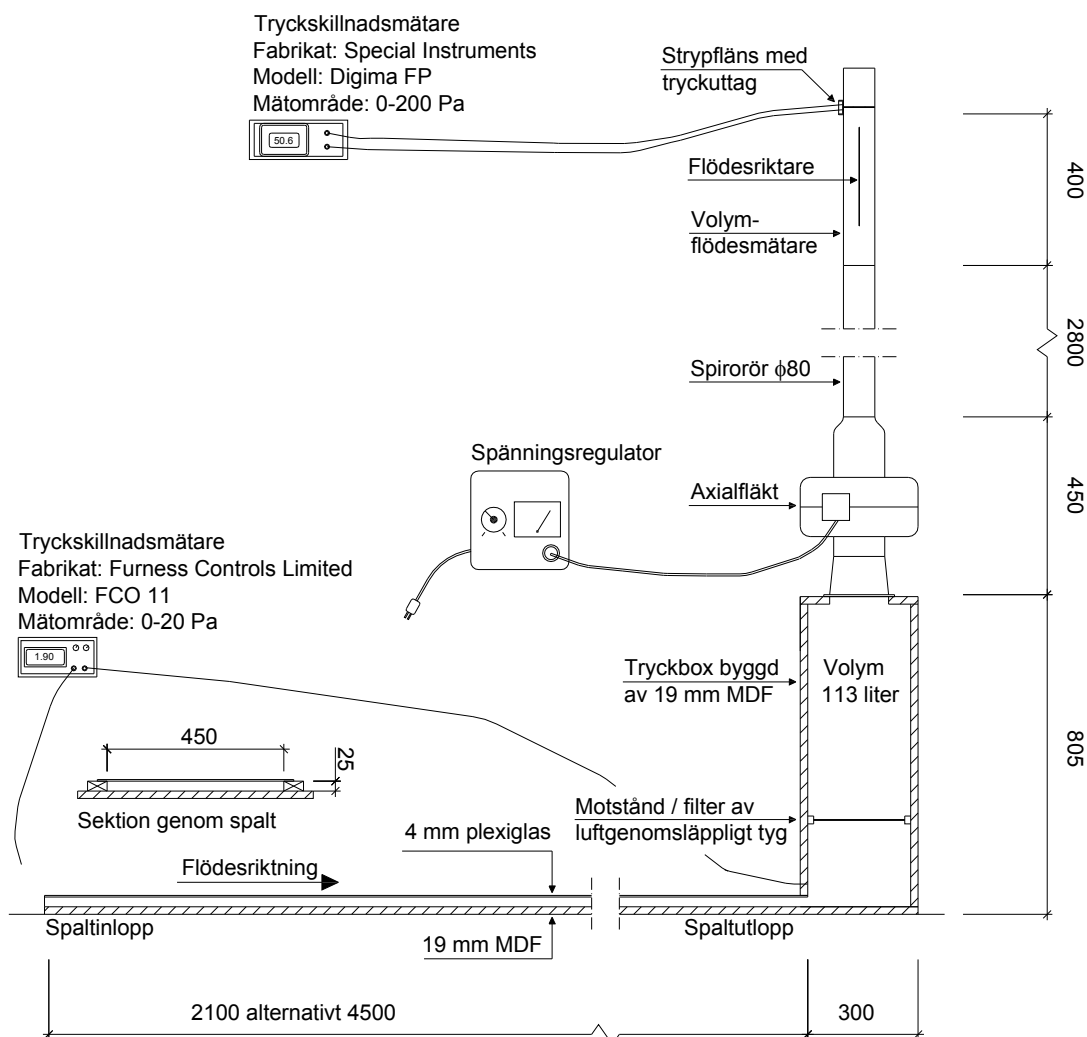 Tryckskillnadsmätare
Fabrikat: Special Instruments
Modell: Digima FP
Mätområde: 0-200 Pa
50.6
Strypfläns med
tryckuttag
Flödesriktare
Volym-
flödesmätare
400
2800
Spirorör ϕ80
Spänningsregulator
Axialfläkt
450
Tryckskillnadsmätare
Fabrikat: Furness Controls Limited
Modell: FCO 11
Mätområde: 0-20 Pa
1.90
Tryckbox byggd
av 19 mm MDF
Volym
113 liter
805
450
25
Sektion genom spalt
Motstånd / filter av
luftgenomsläppligt tyg
4 mm plexiglas
Flödesriktning
Spaltinlopp
19 mm MDF
Spaltutlopp
2100 alternativt 4500
300